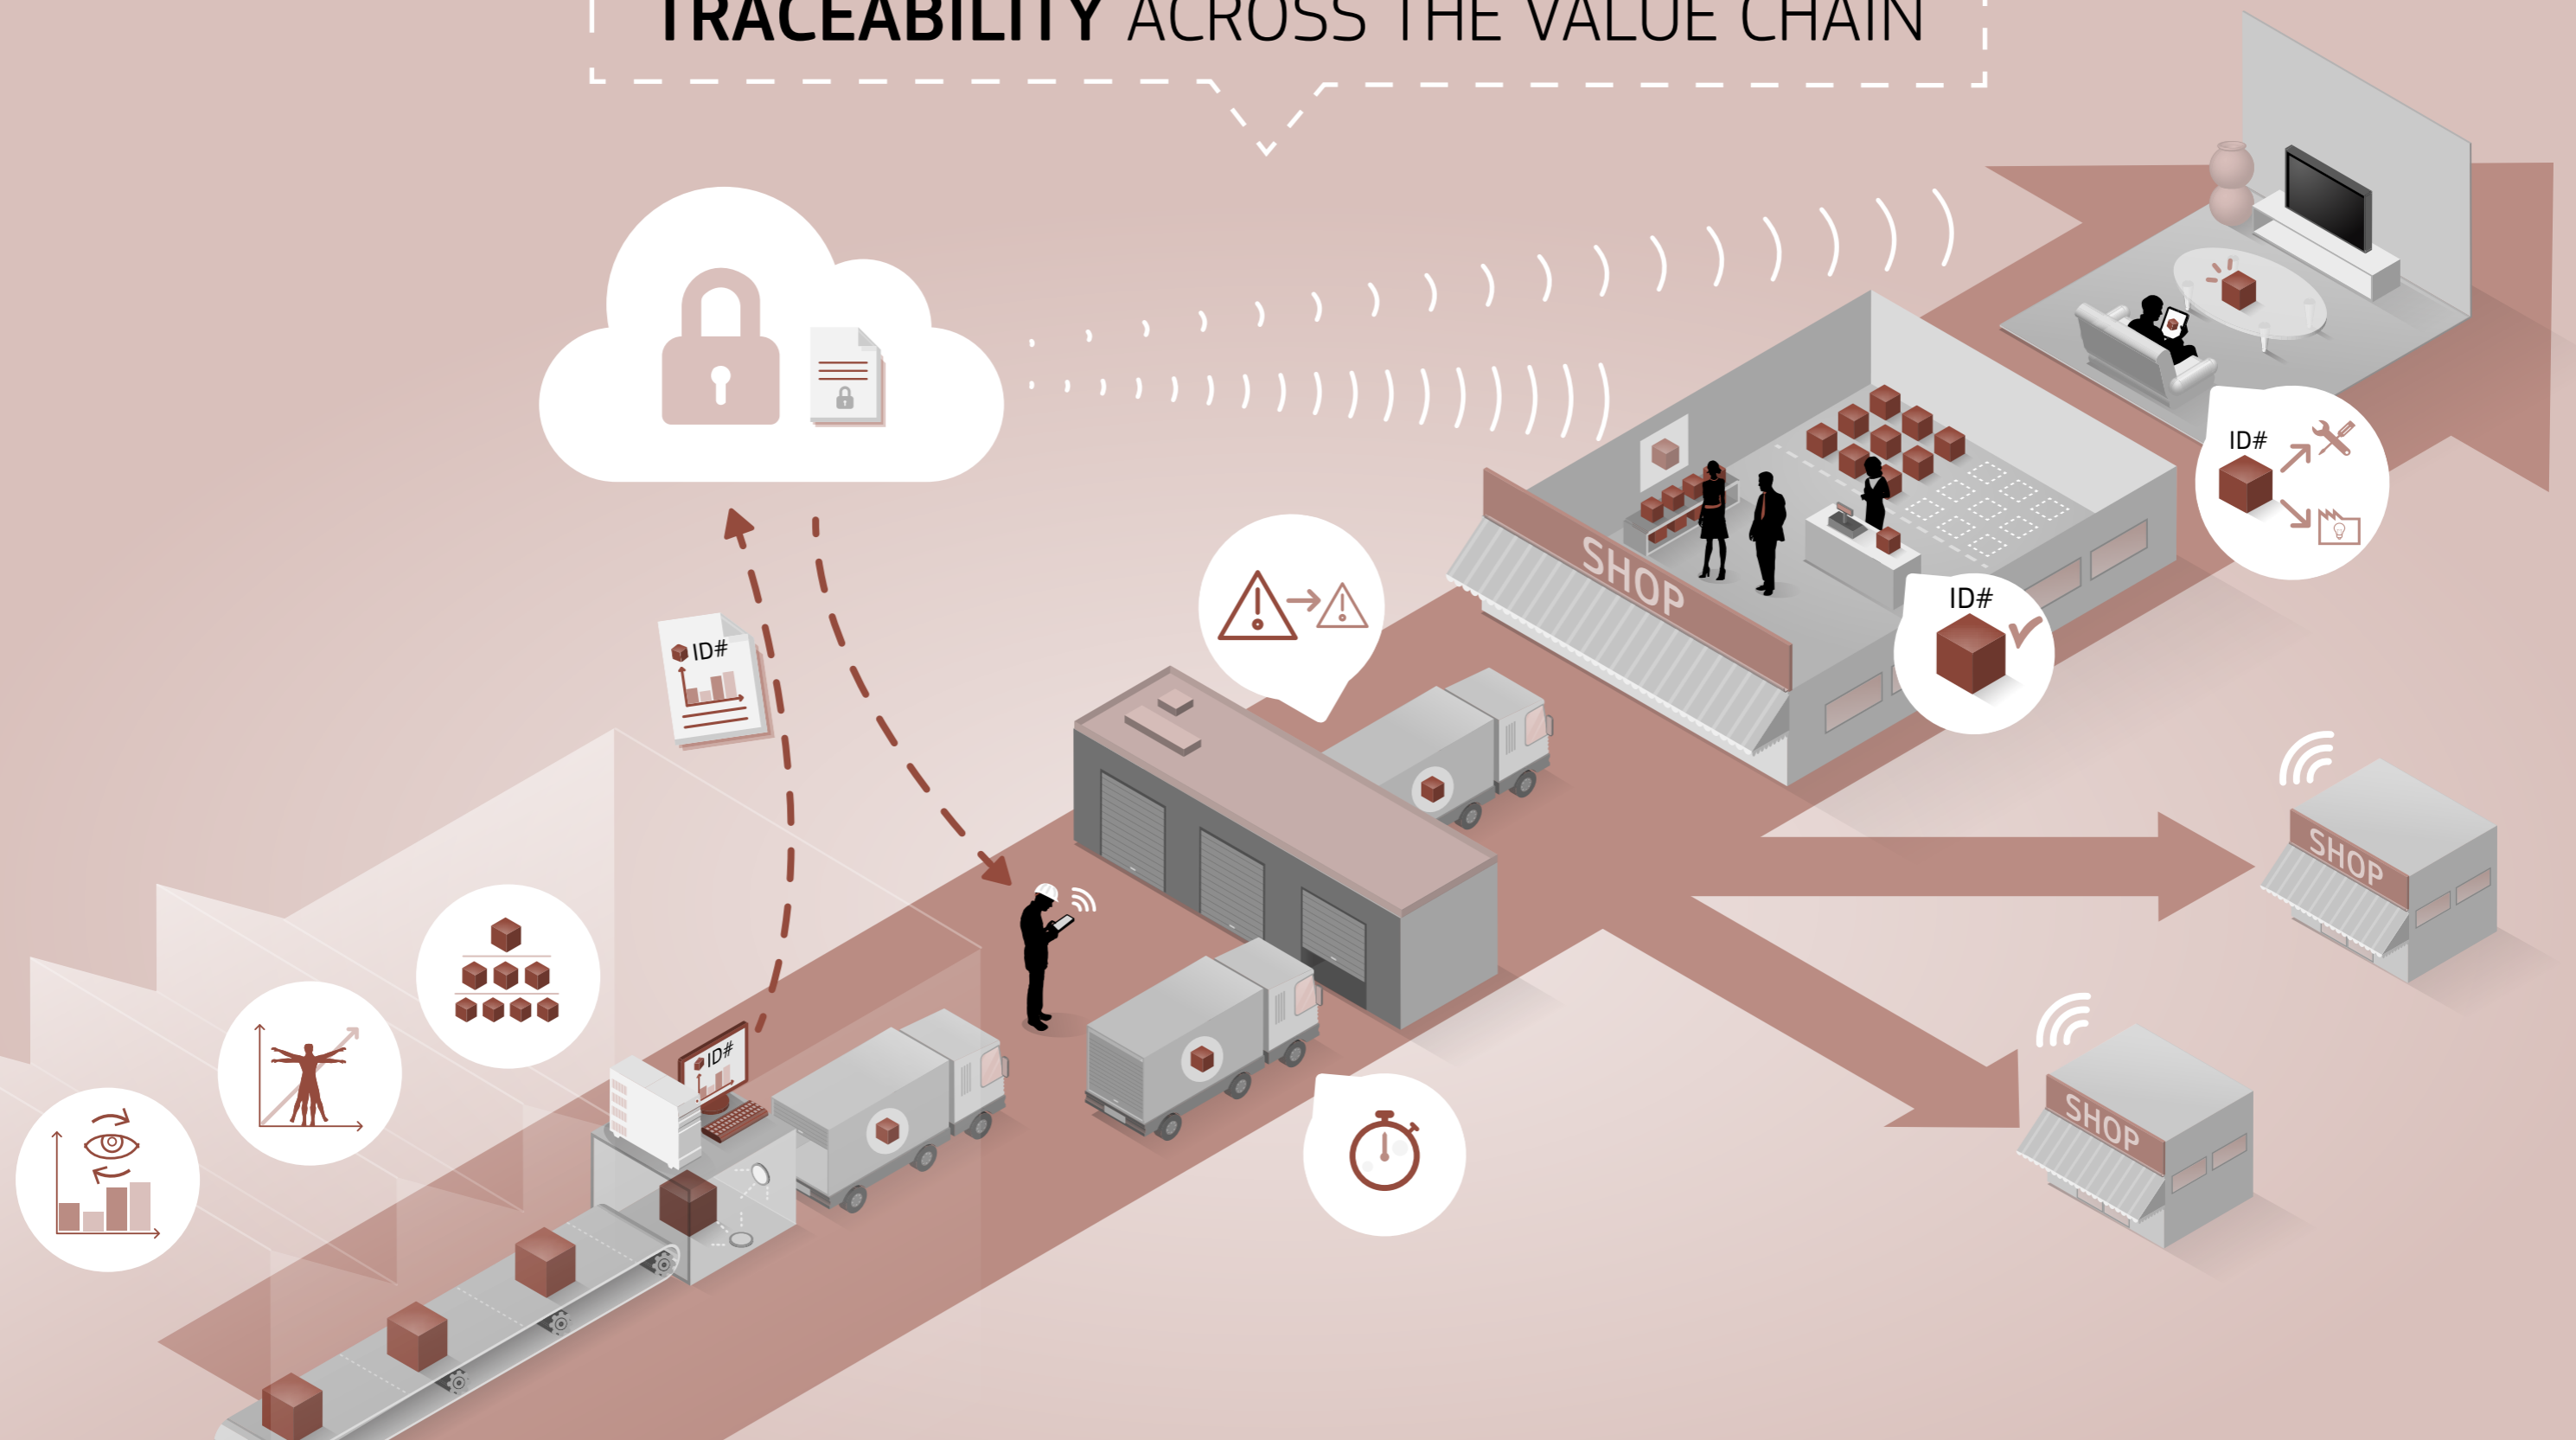 TRACEABILITY ACROSS THE VALUE CHAIN
ID#
SHOP
ID#
ID#
SHOP
ID#
SHOP